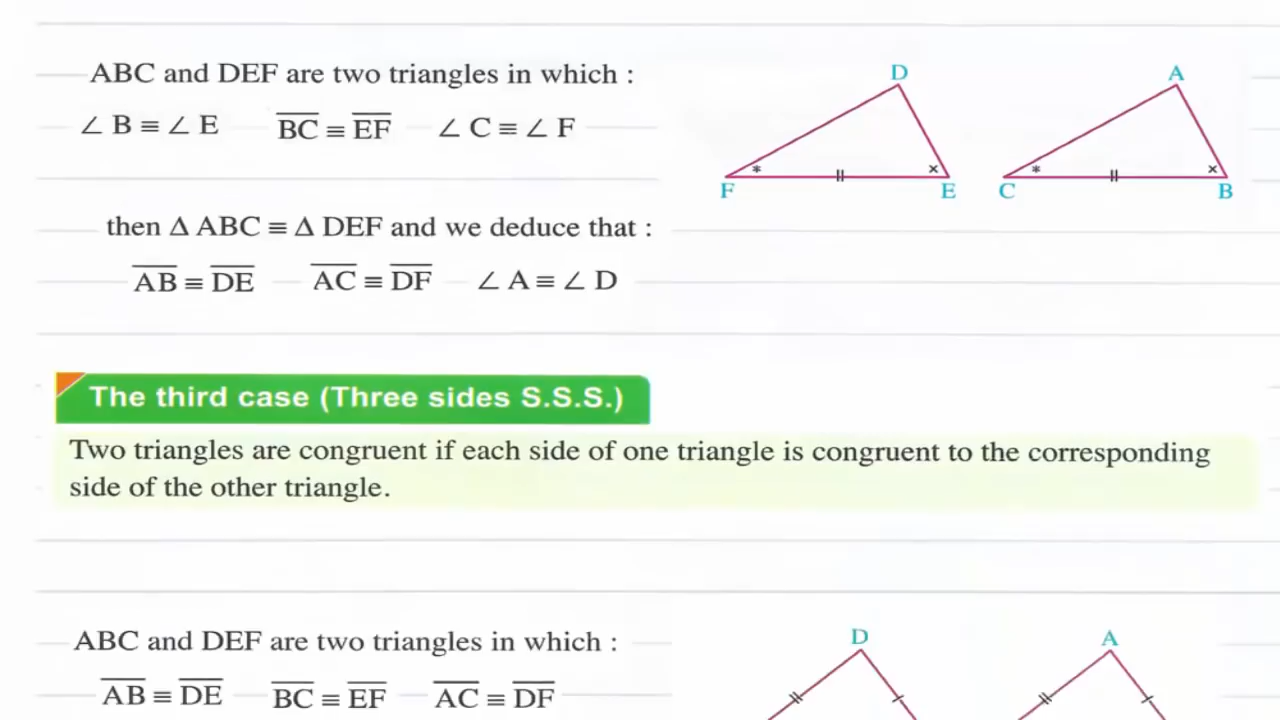 ABC and DEF are two triangles in which :
∠ B ≡ ∠ E   B̅C̅ ≡ E̅F̅   ∠ C ≡ ∠ F
D
A
* || ×
* || ×
F E C B
then Δ ABC ≡ Δ DEF and we deduce that :
A̅B̅ ≡ D̅E̅   A̅C̅ ≡ D̅F̅   ∠ A ≡ ∠ D
The third case (Three sides S.S.S.)
Two triangles are congruent if each side of one triangle is congruent to the corresponding
side of the other triangle.
ABC and DEF are two triangles in which :
A̅B̅ ≡ D̅E̅   B̅C̅ ≡ E̅F̅   A̅C̅ ≡ D̅F̅
D
A